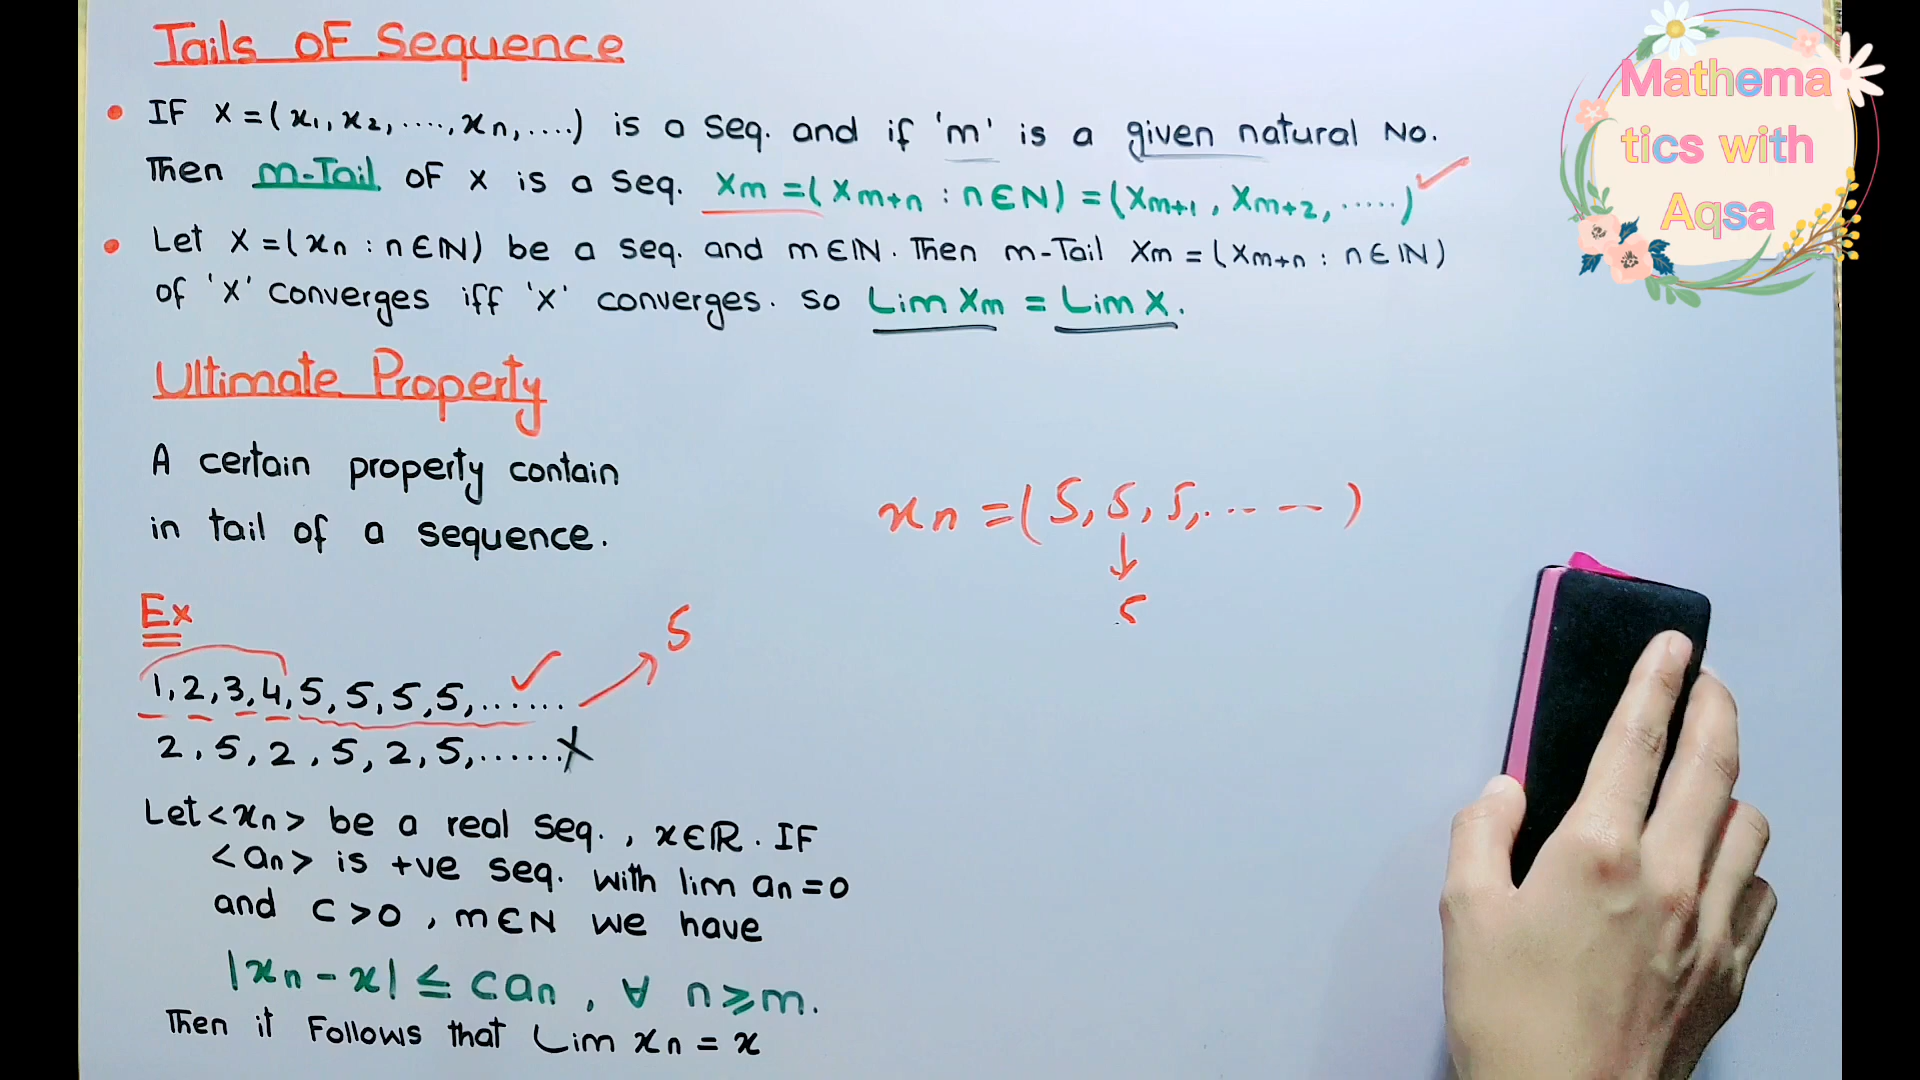 Tails of Sequence
• IF X = (x₁, x₂, ...., xₙ, ....) is a seq. and if 'm' is a given natural No.
Then m-Tail of X is a seq. Xm = (Xm+n : n∈N) = (Xm+1, Xm+2, .....)
• Let X = (xn : n∈ℕ) be a seq. and m∈ℕ. Then m-Tail Xm = (Xm+n : n∈ℕ)
of 'X' converges iff 'X' converges. so Lim Xm = Lim X.
Ultimate Property
A certain property contain
in tail of a sequence.
xn = (5, 5, 5, ... — —)
↓
5
Ex
1, 2, 3, 4, 5, 5, 5, 5, ...... ✓ → 5
2, 5, 2, 5, 2, 5, ...... X
Let <xn> be a real seq., x∈ℝ. IF
<an> is +ve seq. with lim an = 0
and C > 0, m∈N we have
|xn - x| ≤ Can, ∀ n ≥ m.
Then it Follows that Lim xn = x
Mathema
tics with
Aqsa